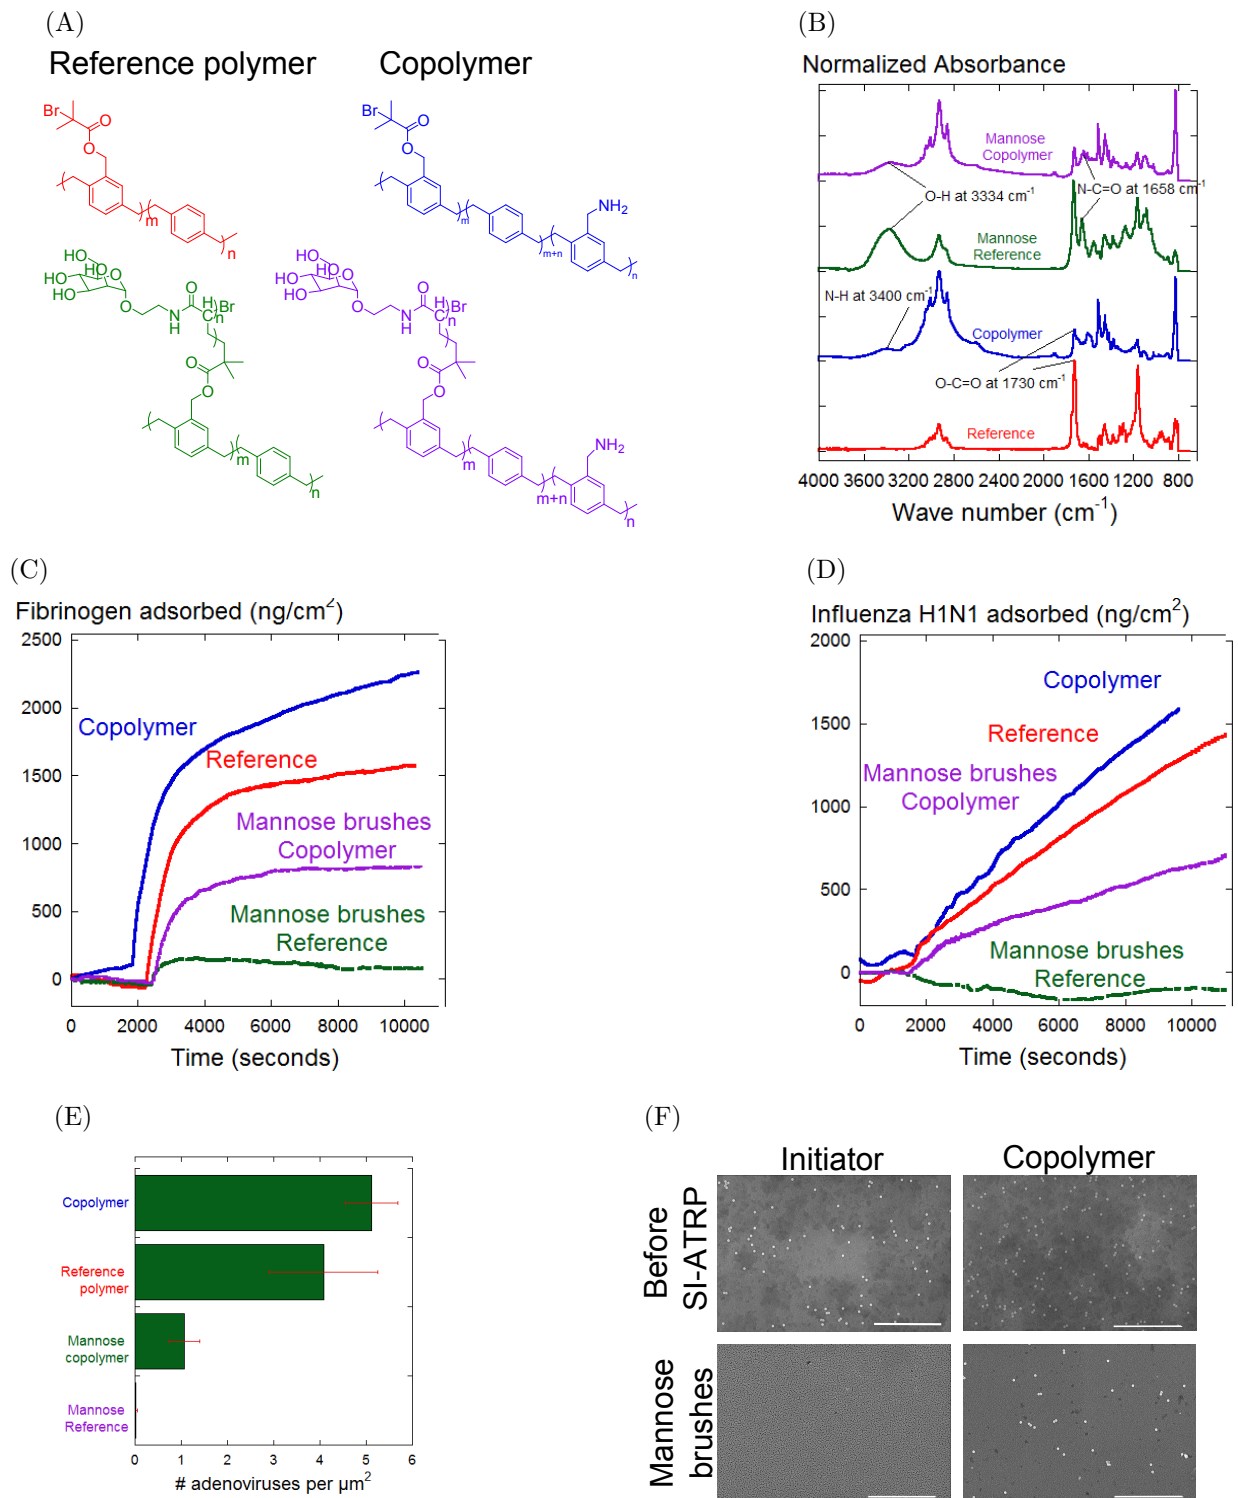 (A)
Reference polymer
Copolymer
Br
O
O
m
n
Br
O
O
NH2
m
m+n
n
HO
HO
HO
HO
O
O
O
N
H
H
C
Br
n
O
O
m
n
HO
HO
HO
HO
O
O
O
N
H
H
C
Br
n
O
O
NH2
m
m+n
n
(B)
Normalized Absorbance
Mannose
Copolymer
O-H at 3334 cm-1
N-C=O at 1658 cm-1
Mannose
Reference
N-H at 3400 cm-1
Copolymer
O-C=O at 1730 cm-1
Reference
4000 3600 3200 2800 2400 2000 1600 1200 800
Wave number (cm-1)
(C)
Fibrinogen adsorbed (ng/cm2)
2500
2000
1500
1000
500
0
Copolymer
Reference
Mannose brushes
Copolymer
Mannose brushes
Reference
0 2000 4000 6000 8000 10000
Time (seconds)
(D)
Influenza H1N1 adsorbed (ng/cm2)
2000
1500
1000
500
0
Copolymer
Reference
Mannose brushes
Copolymer
Mannose brushes
Reference
0 2000 4000 6000 8000 10000
Time (seconds)
(E)
Copolymer
Reference
polymer
Mannose
copolymer
Mannose
Reference
0 1 2 3 4 5 6
# adenoviruses per µm2
(F)
Initiator
Copolymer
Before
SI-ATRP
Mannose
brushes